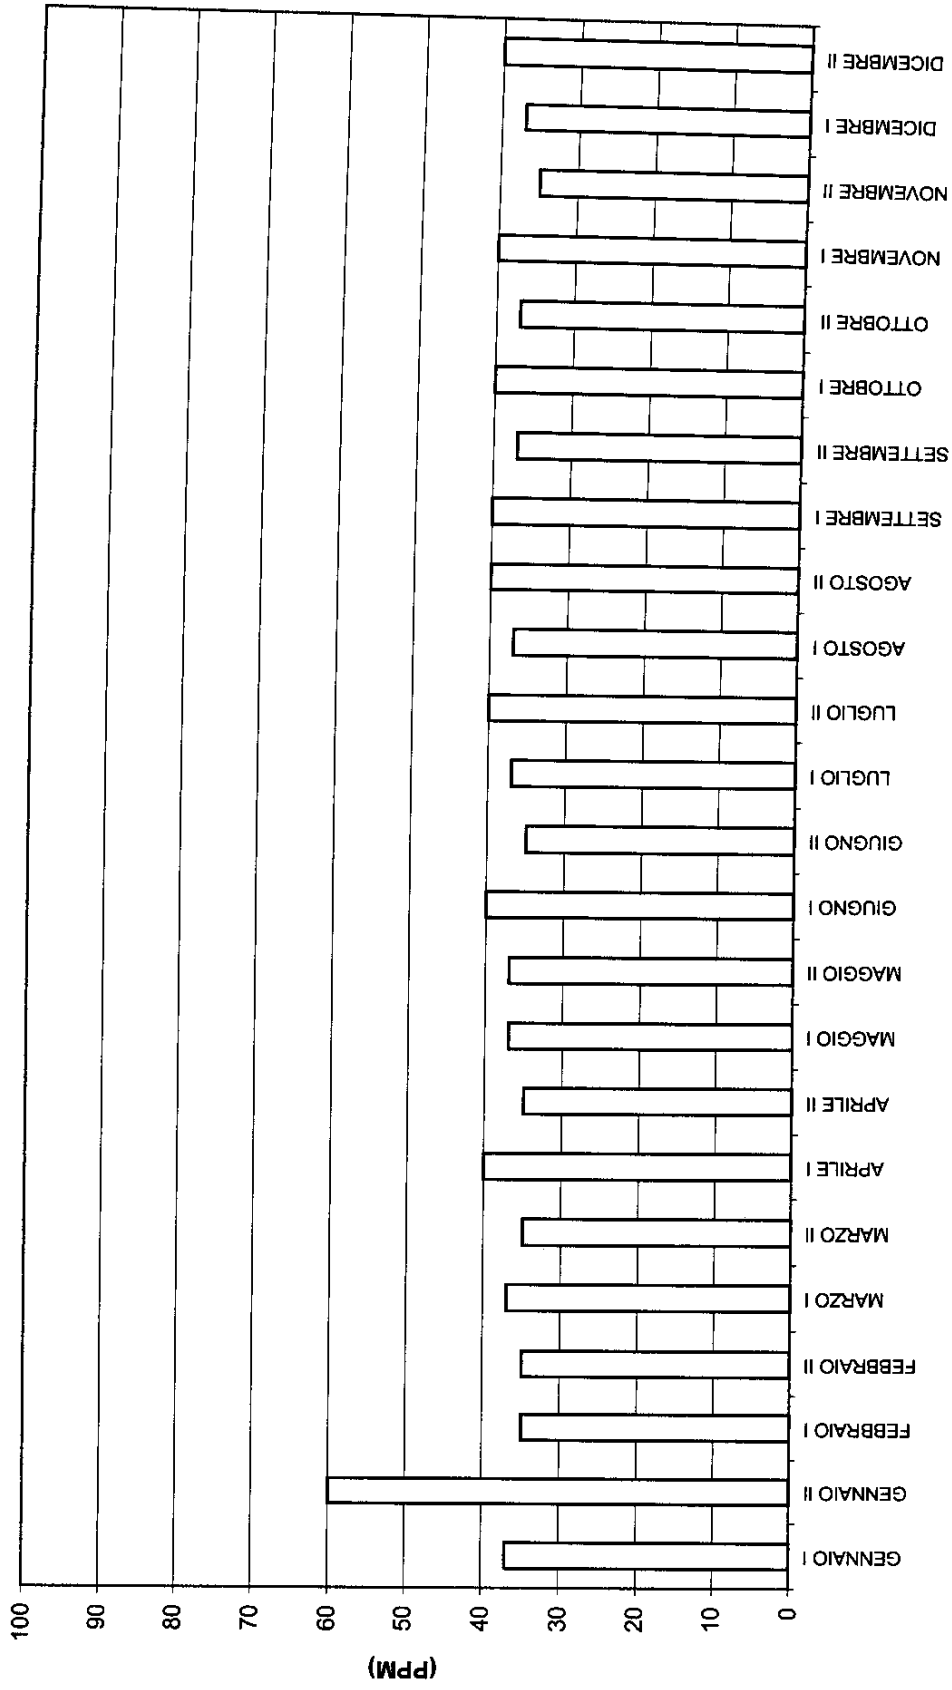 (PPM)
100
90
80
70
60
50
40
30
20
10
0
GENNAIO I
GENNAIO II
FEBBRAIO I
FEBBRAIO II
MARZO I
MARZO II
APRILE I
APRILE II
MAGGIO I
MAGGIO II
GIUGNO I
GIUGNO II
LUGLIO I
LUGLIO II
AGOSTO I
AGOSTO II
SETTEMBRE I
SETTEMBRE II
OTTOBRE I
OTTOBRE II
NOVEMBRE I
NOVEMBRE II
DICEMBRE I
DICEMBRE II